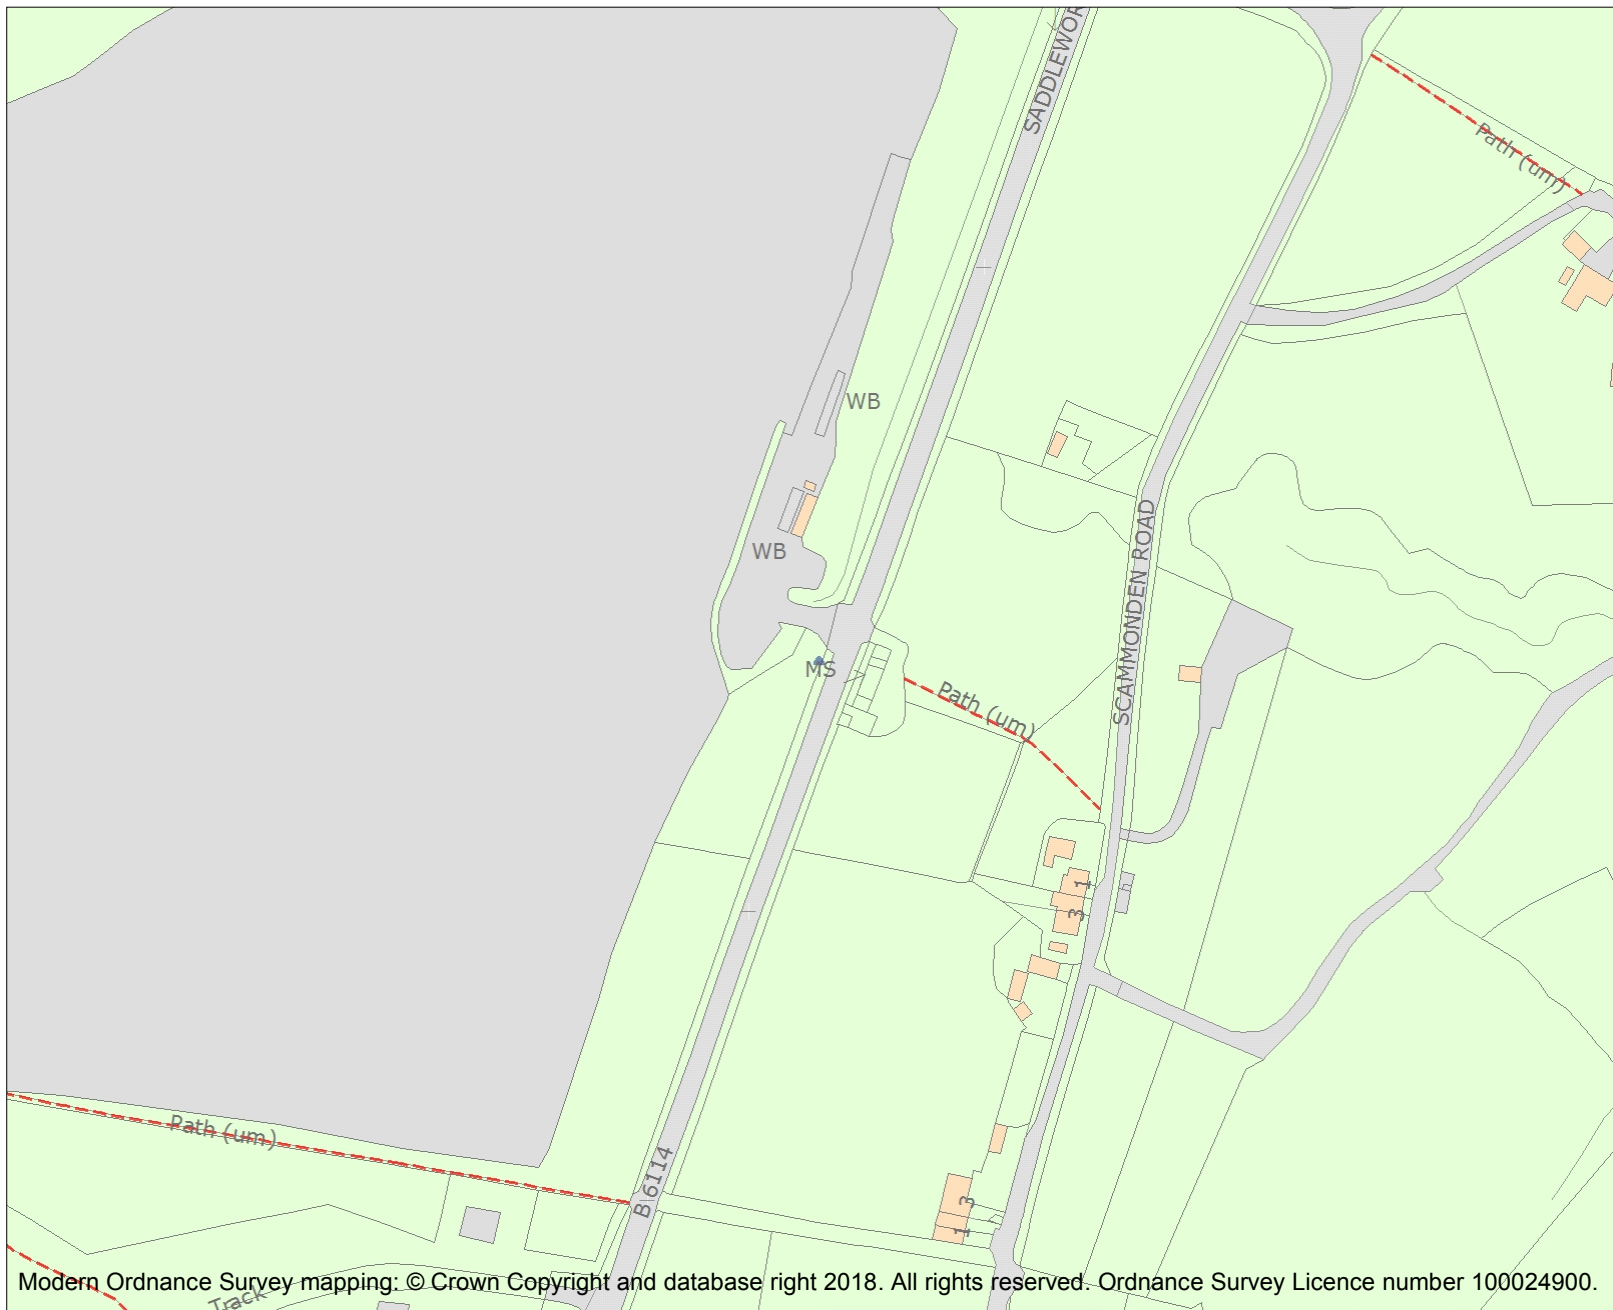 SADDLEWOR
Path (um)
WB
WB
SCAMMONDEN ROAD
MS
Path (um)
1
3
Path (um)
B 6114
3
1
Track
Modern Ordnance Survey mapping: © Crown Copyright and database right 2018. All rights reserved. Ordnance Survey Licence number 100024900.